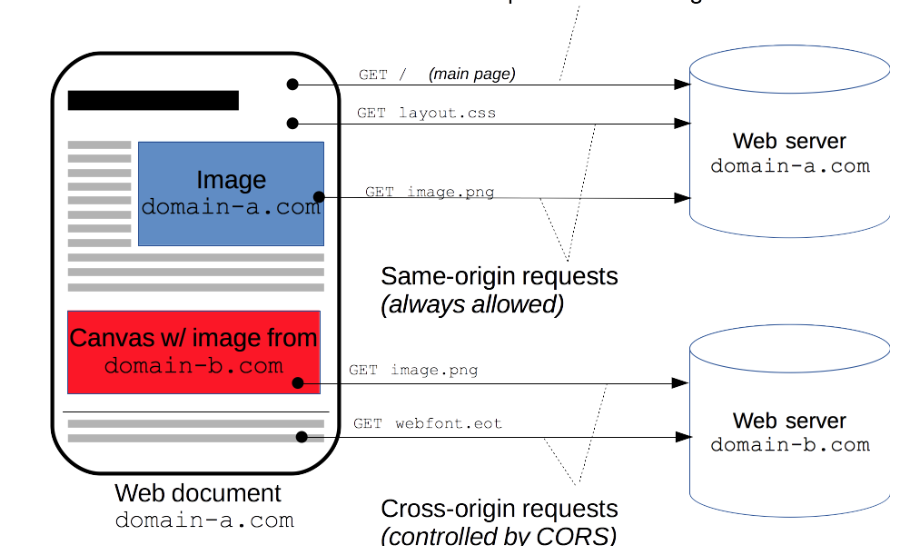 GET / (main page)
GET layout.css
Web server
domain-a.com
Image
domain-a.com
GET image.png
Same-origin requests
(always allowed)
Canvas w/ image from
domain-b.com
GET image.png
GET webfont.eot
Web server
domain-b.com
Web document
domain-a.com
Cross-origin requests
(controlled by CORS)